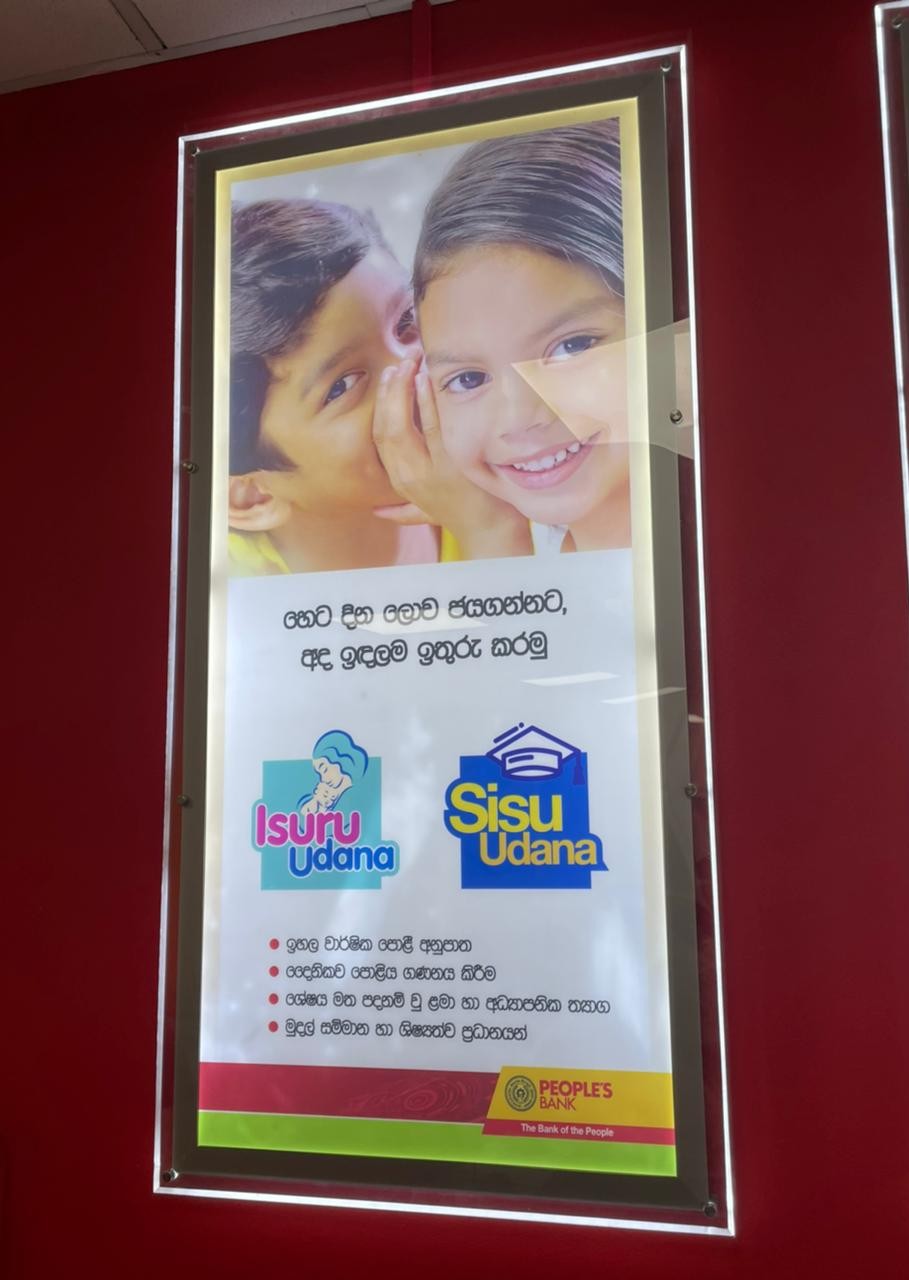 හෙට දින ලොව ජයගන්නට,
අද ඉඳලම ඉතුරු කරමු
Isuru
Udana
Sisu
Udana
ඉහල වාර්ෂික පොළී අනුපාත
දෛනිකව පොළිය ගණනය කිරීම
ශේෂය මත පදනම් වූ ළමා හා අධ්‍යාපනික ත්‍යාග
මුදල් සම්මාන හා ශිෂ්‍යත්ව ප්‍රධානයන්
PEOPLE'S
BANK
The Bank of the People